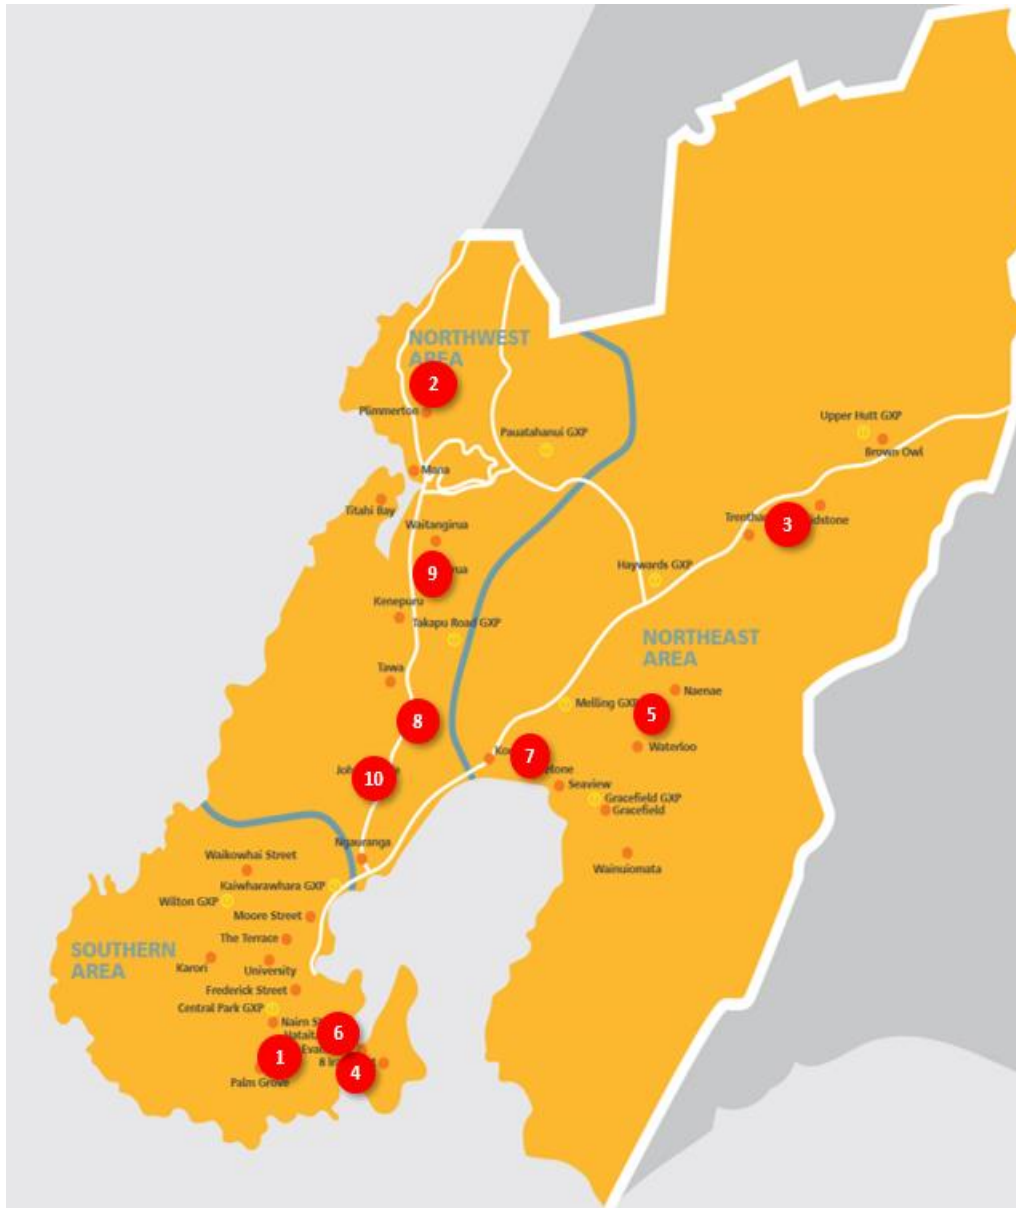 NORTHWEST
AREA
2
Plimmerton
Upper Hutt GXP
Pauatahanui GXP
Brown Owl
Mana
Titahi Bay
3
Waitangirua
9
Haywards GXP
Kenepuru
Takapu Road GXP
NORTHEAST
AREA
Tawa
Naenae
Melling GXP
5
8
Waterloo
7
10
Seaview
Gracefield GXP
Gracefield
Ngauranga
Wainuiomata
Waikowhai Street
Kaiwharawhara GXP
Wilton GXP
Moore Street
The Terrace
SOUTHERN
AREA
Karori
University
Frederick Street
Central Park GXP
Nairn
6
1
4
Palm Grove